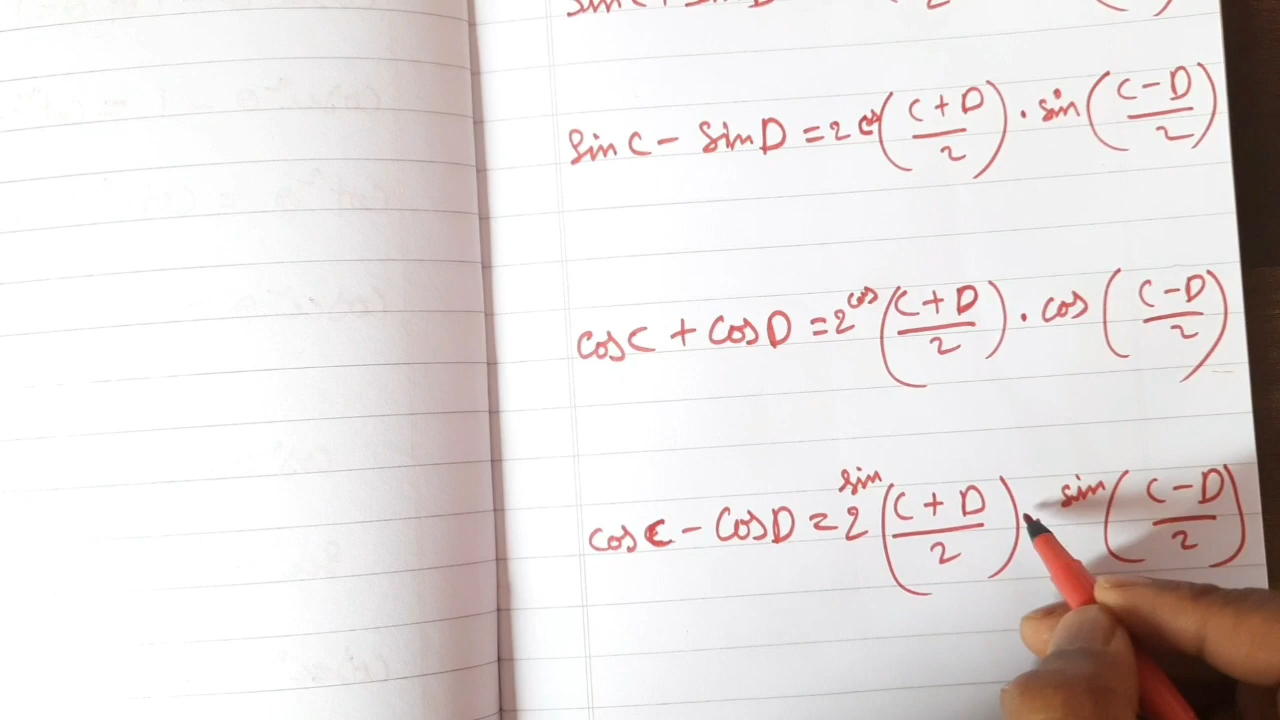 sin C - sin D = 2 cos((C+D)/2) · sin((C-D)/2)
cos C + cos D = 2 cos((C+D)/2) · cos((C-D)/2)
cos C - cos D = 2 sin((C+D)/2) sin((C-D)/2)